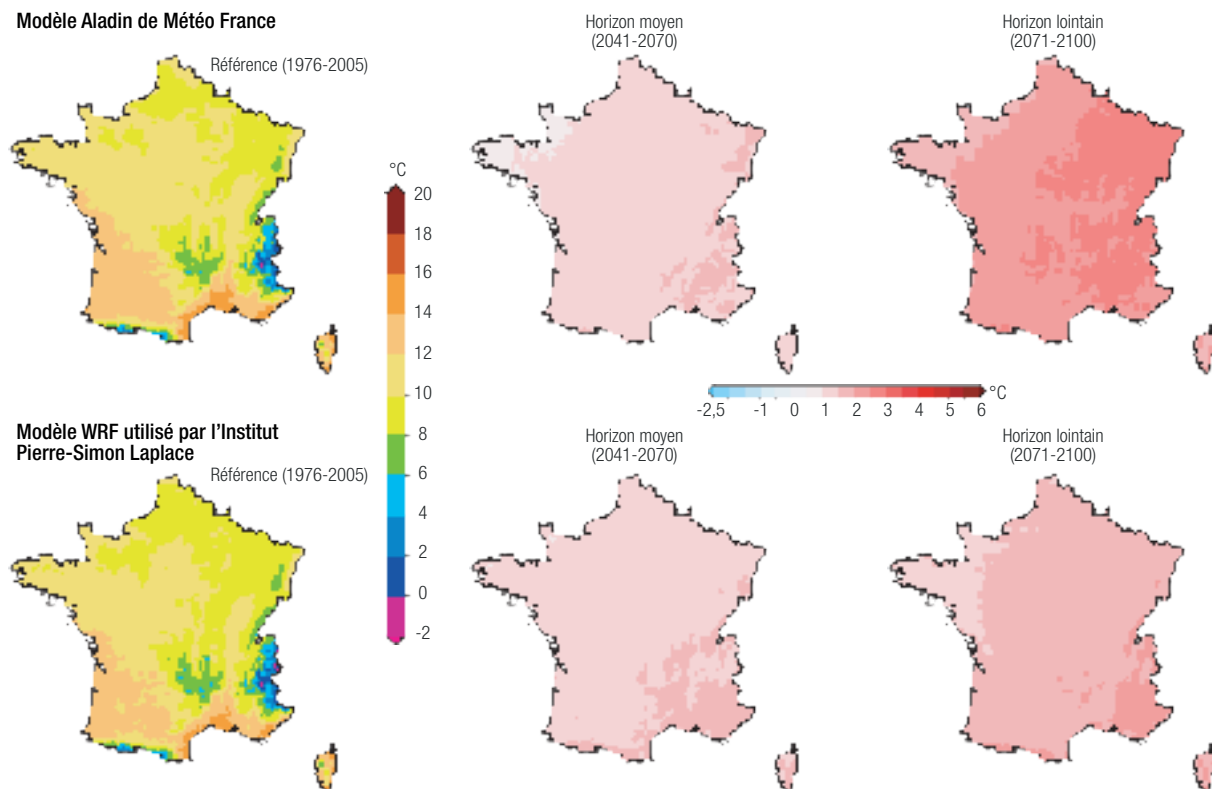 Modèle Aladin de Météo France
Référence (1976-2005)
Horizon moyen
(2041-2070)
Horizon lointain
(2071-2100)
°C
20
18
16
14
12
10
8
6
4
2
0
-2
°C
-2,5 -1 0 1 2 3 4 5 6
Modèle WRF utilisé par l'Institut
Pierre-Simon Laplace
Référence (1976-2005)
Horizon moyen
(2041-2070)
Horizon lointain
(2071-2100)